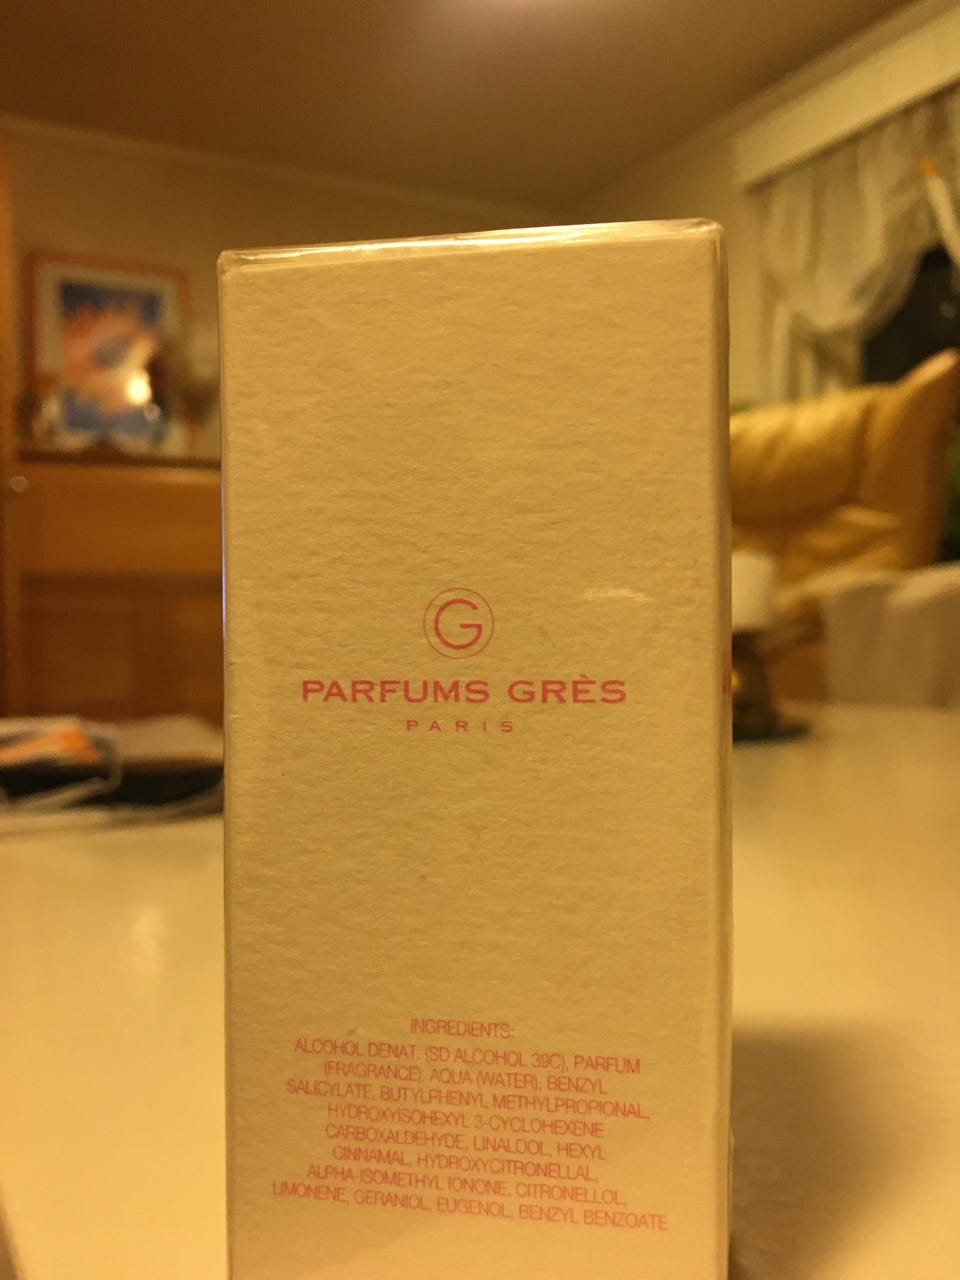 G
PARFUMS GRÈS
PARIS
INGREDIENTS:
ALCOHOL DENAT. (SD ALCOHOL 39C), PARFUM
(FRAGRANCE), AQUA (WATER), BENZYL
SALICYLATE, BUTYLPHENYL METHYLPROPIONAL,
HYDROXYISOHEXYL 3-CYCLOHEXENE
CARBOXALDEHYDE, LINALOOL, HEXYL
CINNAMAL, HYDROXYCITRONELLAL,
ALPHA-ISOMETHYL IONONE, CITRONELLOL,
LIMONENE, GERANIOL, EUGENOL, BENZYL BENZOATE